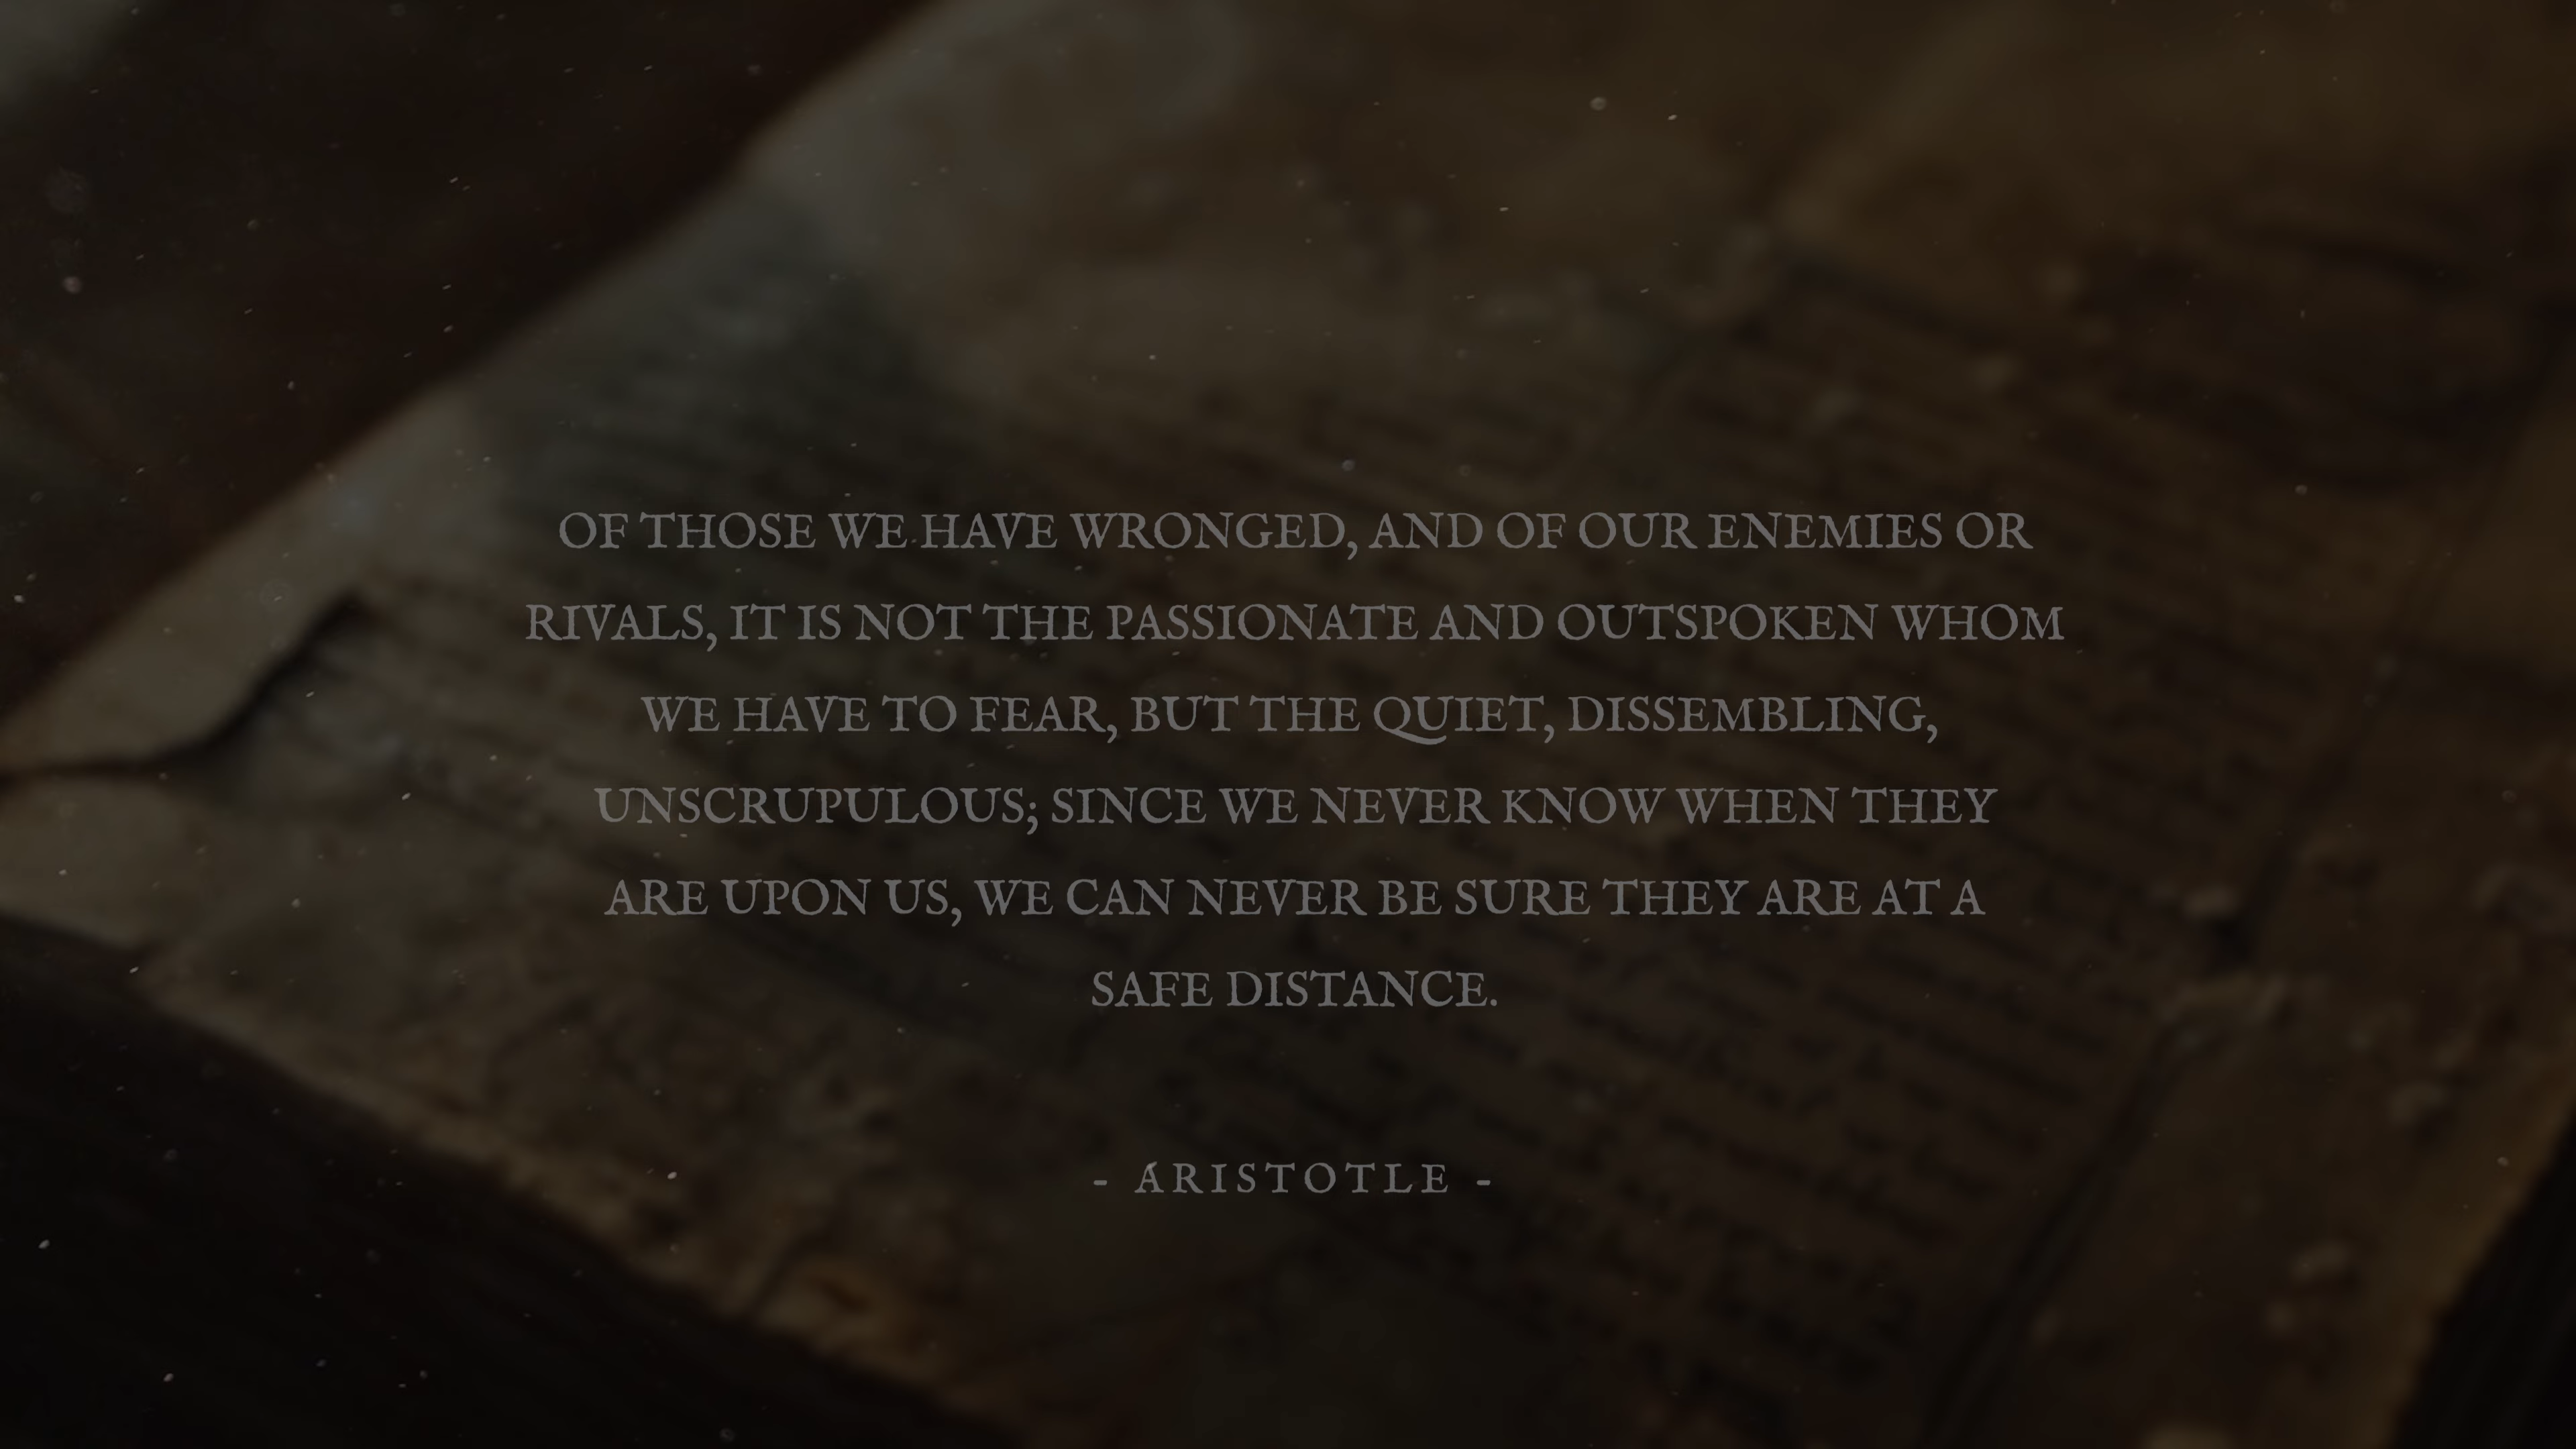 OF THOSE WE HAVE WRONGED, AND OF OUR ENEMIES OR
RIVALS, IT IS NOT THE PASSIONATE AND OUTSPOKEN WHOM
WE HAVE TO FEAR, BUT THE QUIET, DISSEMBLING,
UNSCRUPULOUS; SINCE WE NEVER KNOW WHEN THEY
ARE UPON US, WE CAN NEVER BE SURE THEY ARE AT A
SAFE DISTANCE.
- ARISTOTLE -